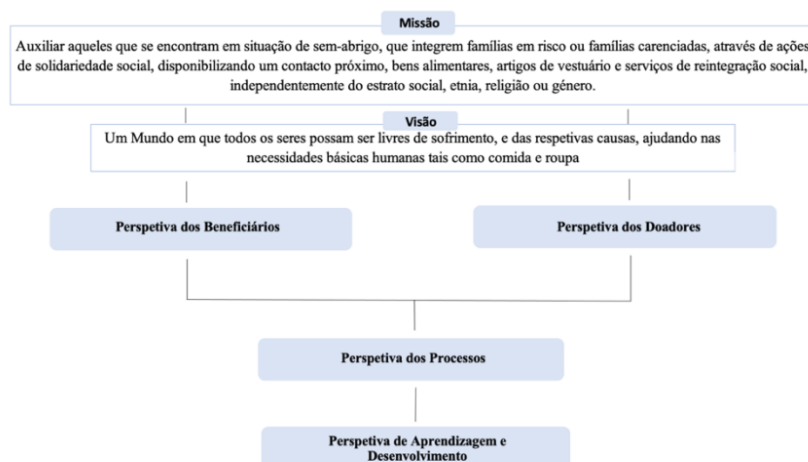 Missão
Auxiliar aqueles que se encontram em situação de sem-abrigo, que integrem famílias em risco ou famílias carenciadas, através de ações
de solidariedade social, disponibilizando um contacto próximo, bens alimentares, artigos de vestuário e serviços de reintegração social,
independentemente do estrato social, etnia, religião ou género.
Visão
Um Mundo em que todos os seres possam ser livres de sofrimento, e das respetivas causas, ajudando nas
necessidades básicas humanas tais como comida e roupa
Perspetiva dos Beneficiários
Perspetiva dos Doadores
Perspetiva dos Processos
Perspetiva de Aprendizagem e
Desenvolvimento